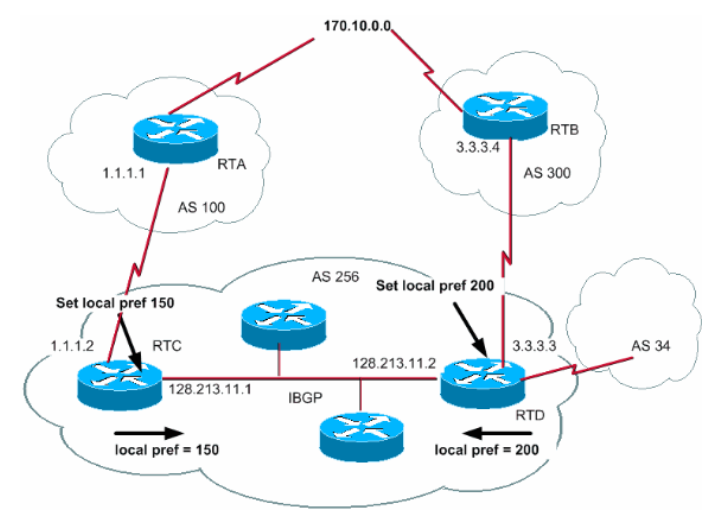 170.10.0.0
RTA
1.1.1.1
AS 100
RTB
3.3.3.4
AS 300
AS 256
Set local pref 150
Set local pref 200
1.1.1.2
RTC
128.213.11.2
3.3.3.3
AS 34
128.213.11.1
IBGP
RTD
local pref = 150
local pref = 200